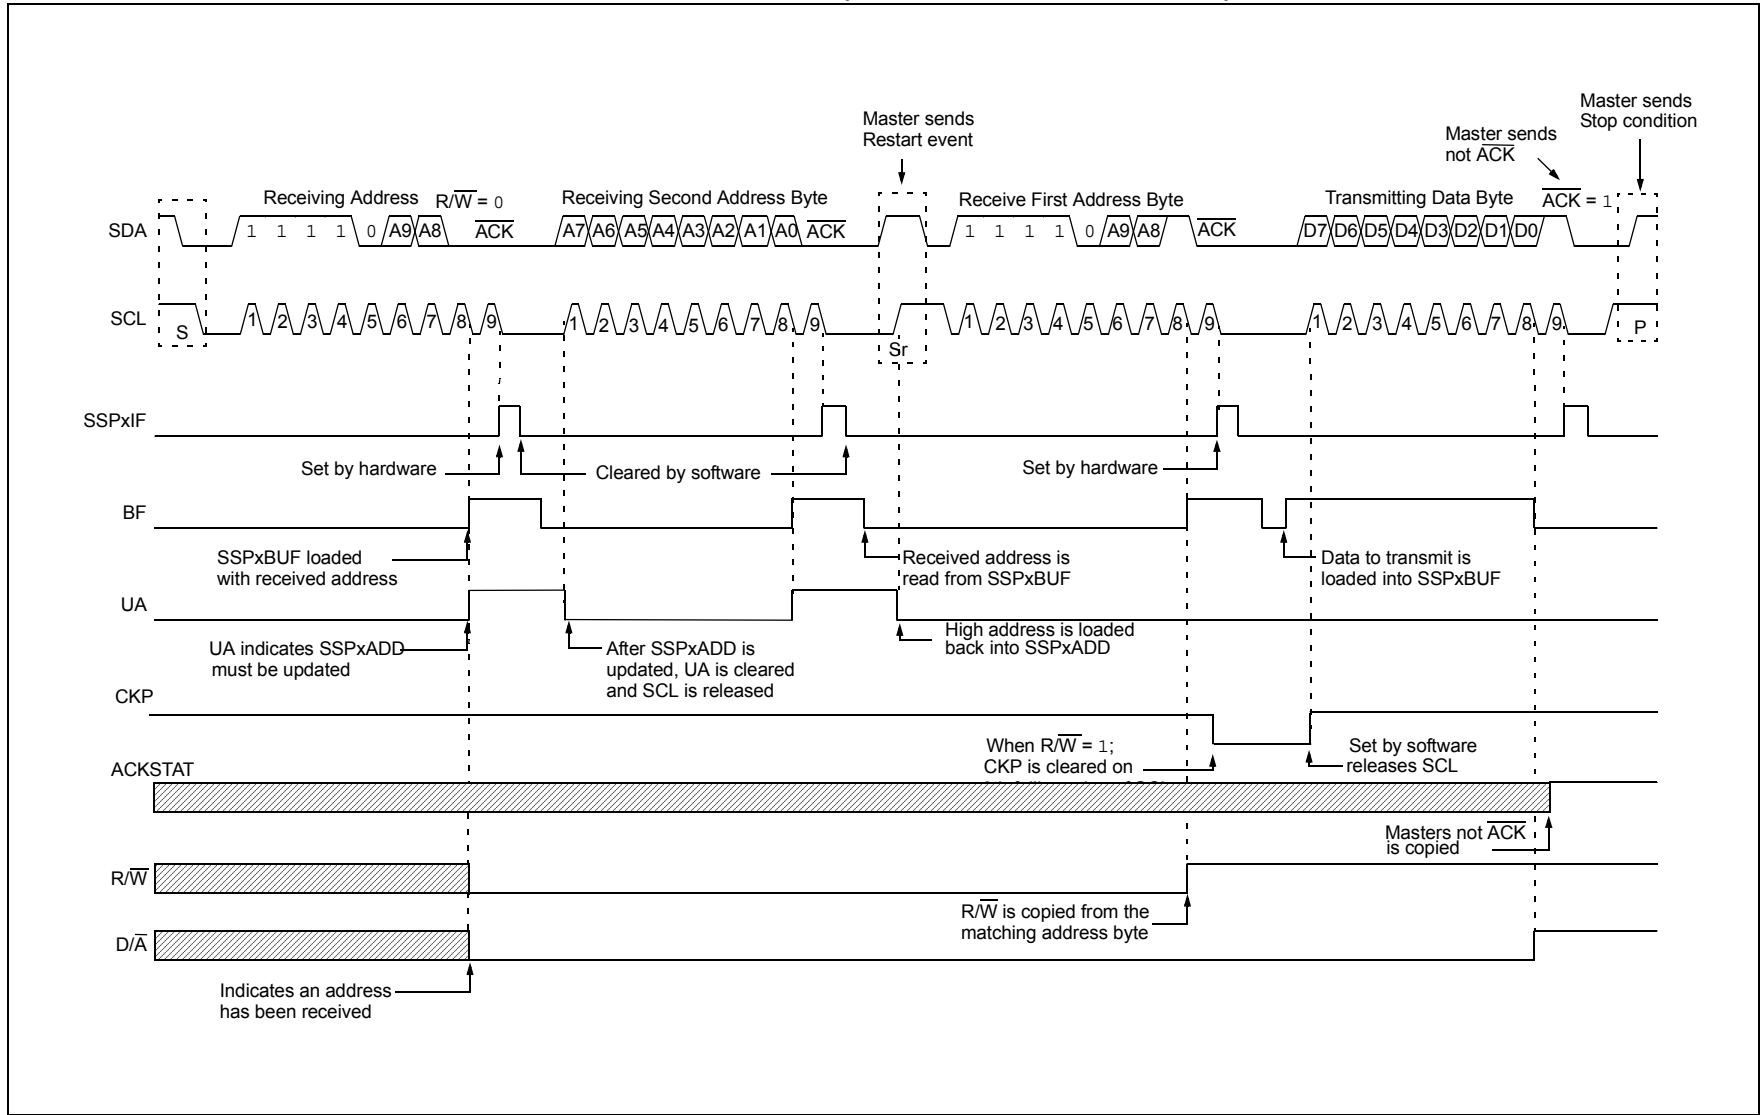 Master sends
Restart event
Master sends
Stop condition
Master sends
not A̅C̅K̅
Receiving Address R/W̅ = 0
Receiving Second Address Byte
Receive First Address Byte
Transmitting Data Byte
A̅C̅K̅ = 1
SDA
1 1 1 1 0 A9 A8 A̅C̅K̅
A7 A6 A5 A4 A3 A2 A1 A0 A̅C̅K̅
1 1 1 1 0 A9 A8 A̅C̅K̅
D7 D6 D5 D4 D3 D2 D1 D0
SCL
S
1 2 3 4 5 6 7 8 9
1 2 3 4 5 6 7 8 9
Sr
1 2 3 4 5 6 7 8 9
1 2 3 4 5 6 7 8 9
P
SSPxIF
Set by hardware
Cleared by software
Set by hardware
BF
SSPxBUF loaded
with received address
Received address is
read from SSPxBUF
Data to transmit is
loaded into SSPxBUF
UA
UA indicates SSPxADD
must be updated
After SSPxADD is
updated, UA is cleared
and SCL is released
High address is loaded
back into SSPxADD
CKP
When R/W̅ = 1;
CKP is cleared on
Set by software
releases SCL
ACKSTAT
Masters not A̅C̅K̅
is copied
R/W̅
R/W̅ is copied from the
matching address byte
D/A̅
Indicates an address
has been received